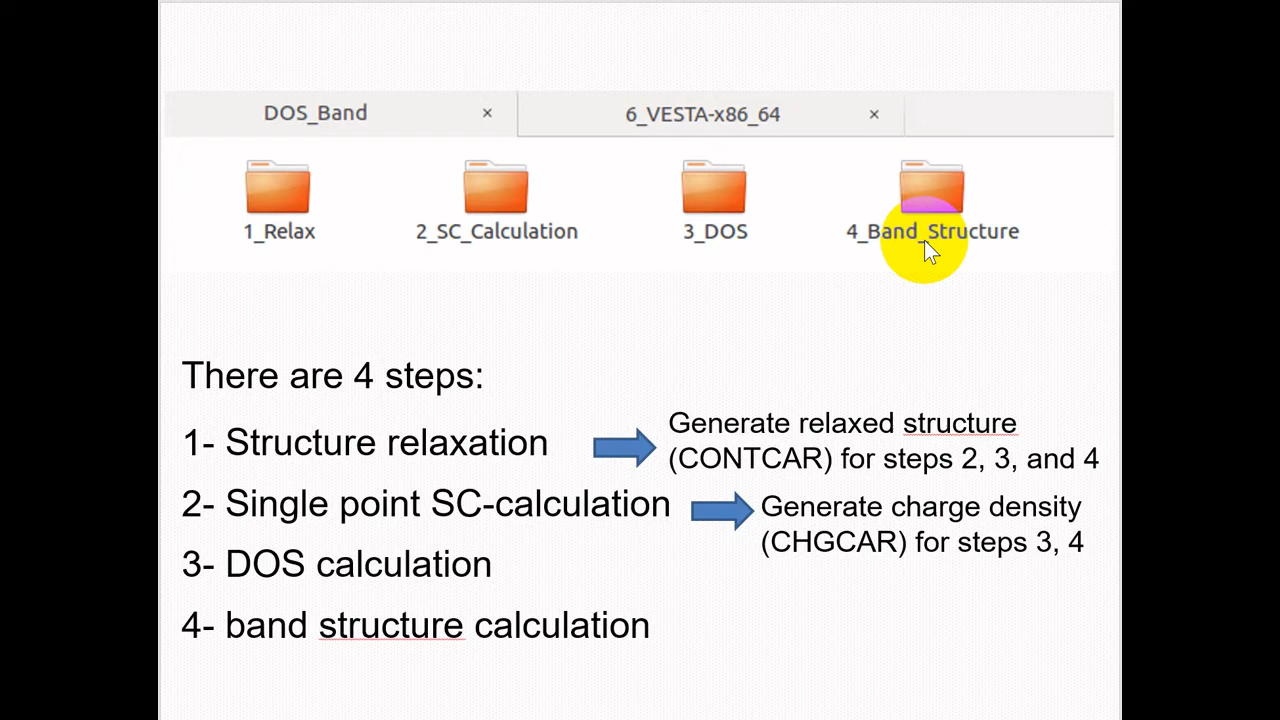 DOS_Band × 6_VESTA-x86_64 ×
1_Relax 2_SC_Calculation 3_DOS 4_Band_Structure
There are 4 steps:
1- Structure relaxation
Generate relaxed structure
(CONTCAR) for steps 2, 3, and 4
2- Single point SC-calculation
Generate charge density
(CHGCAR) for steps 3, 4
3- DOS calculation
4- band structure calculation